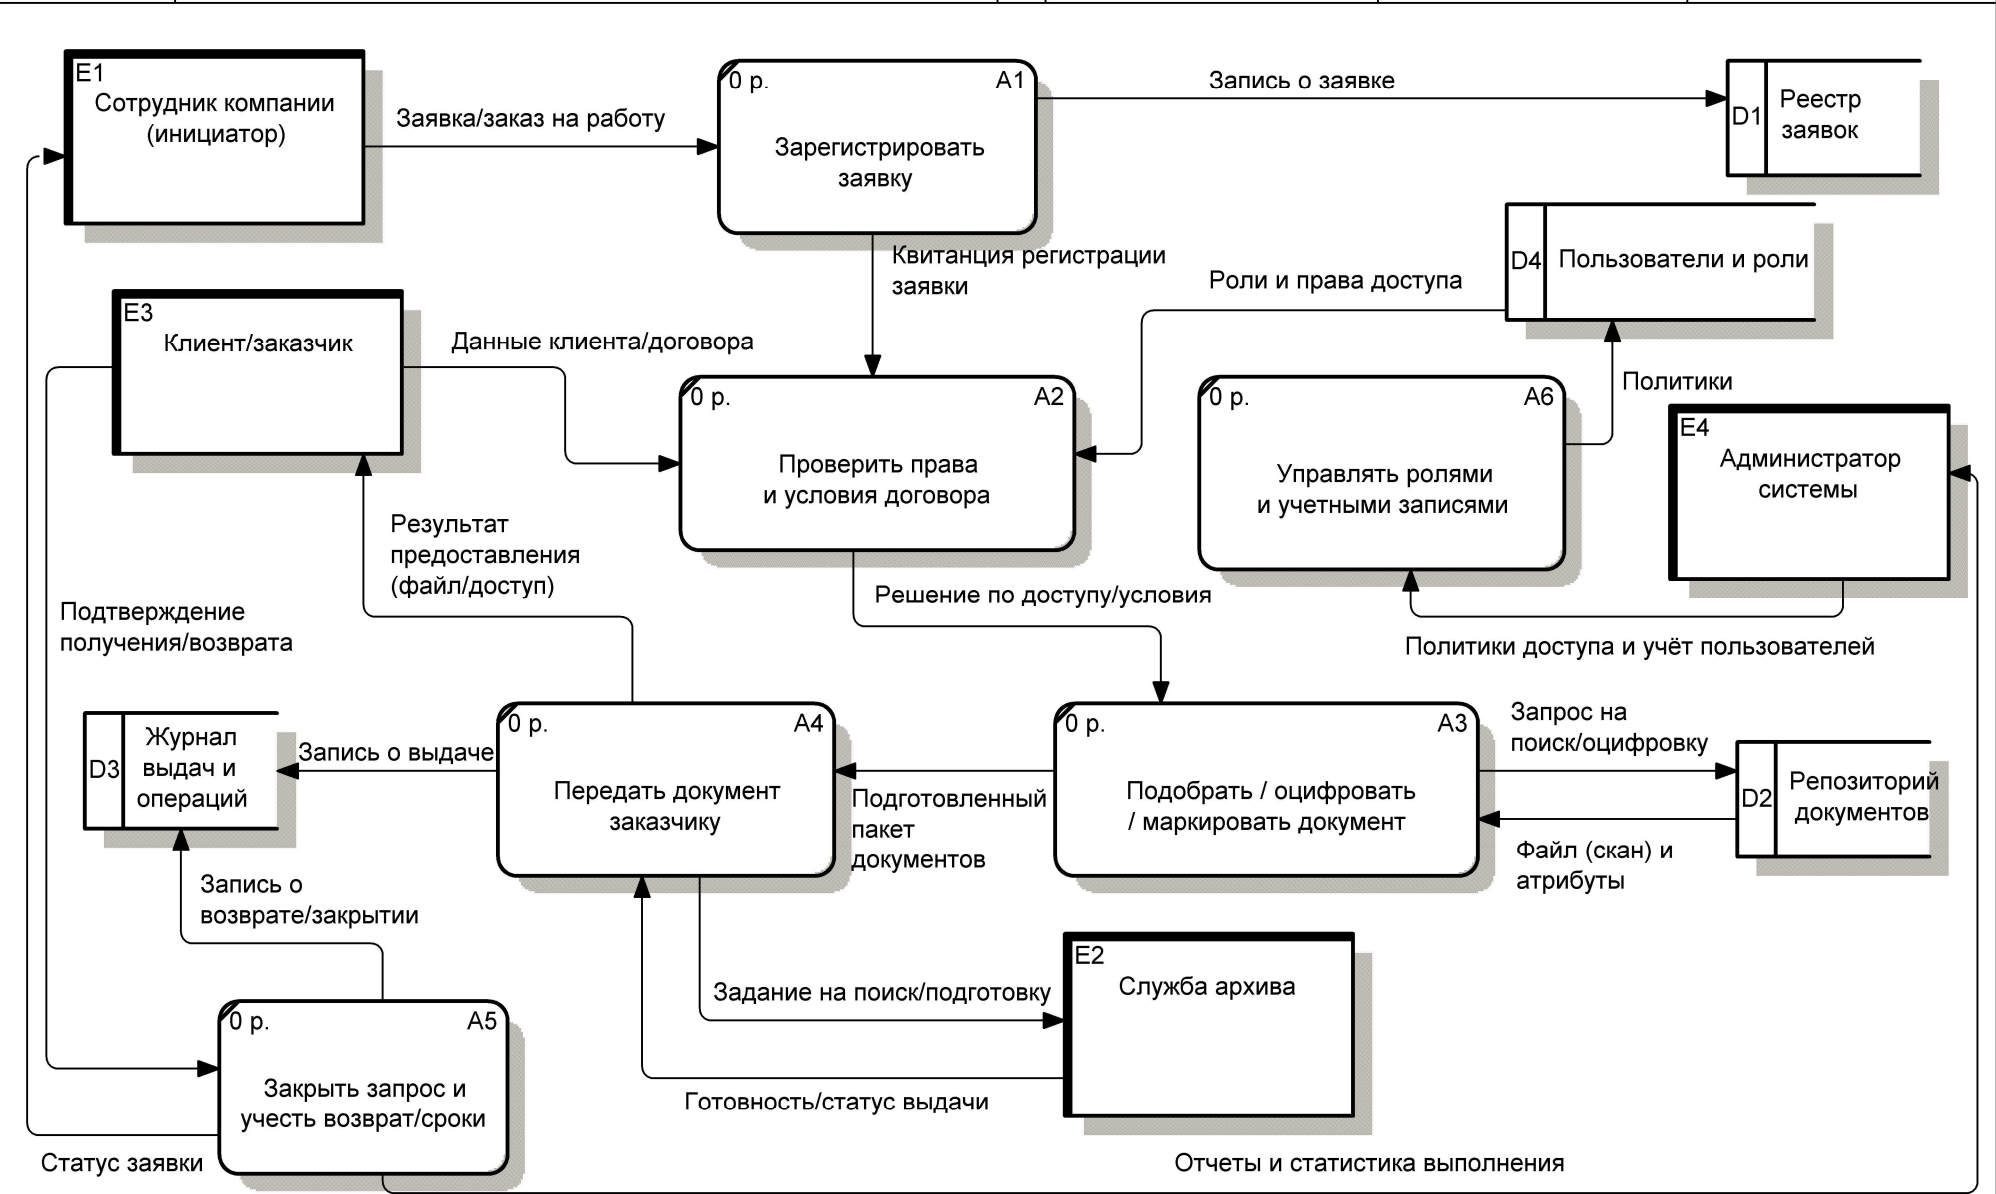 E1
Сотрудник компании
(инициатор)
Заявка/заказ на работу
0 р.
A1
Зарегистрировать
заявку
Запись о заявке
D1
Реестр
заявок
Квитанция регистрации
заявки
Роли и права доступа
D4
Пользователи и роли
E3
Клиент/заказчик
Данные клиента/договора
0 р.
A2
Проверить права
и условия договора
0 р.
A6
Управлять ролями
и учетными записями
Политики
E4
Администратор
системы
Результат
предоставления
(файл/доступ)
Решение по доступу/условия
Политики доступа и учёт пользователей
Подтверждение
получения/возврата
D3
Журнал
выдач и
операций
Запись о выдаче
0 р.
A4
Передать документ
заказчику
Подготовленный
пакет
документов
0 р.
A3
Подобрать / оцифровать
/ маркировать документ
Запрос на
поиск/оцифровку
D2
Репозиторий
документов
Файл (скан) и
атрибуты
Запись о
возврате/закрытии
Задание на поиск/подготовку
E2
Служба архива
0 р.
A5
Закрыть запрос и
учесть возврат/сроки
Готовность/статус выдачи
Статус заявки
Отчеты и статистика выполнения